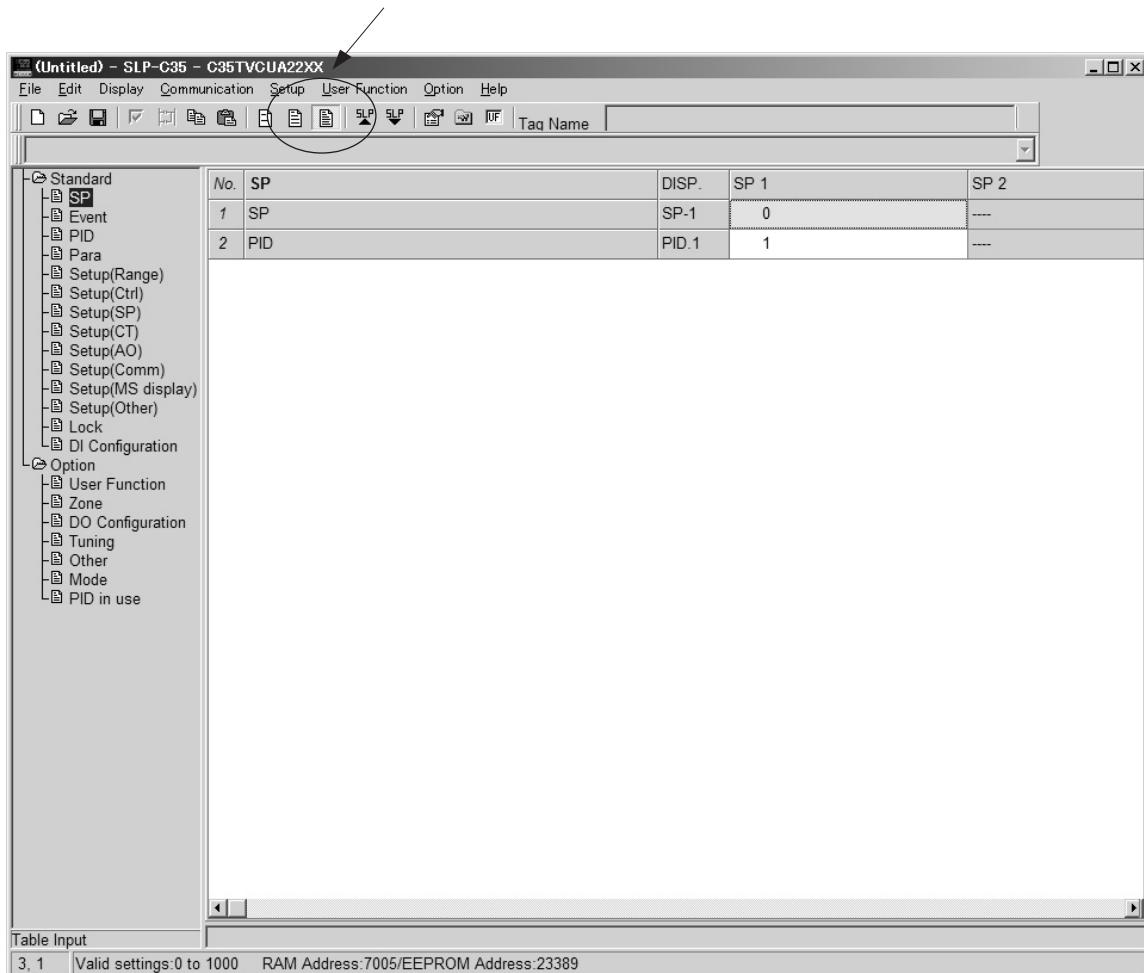 (Untitled) - SLP-C35 - C35TVCUA22XX
File Edit Display Communication Setup User Function Option Help
SLP SLP UF Tag Name
Standard
SP
Event
PID
Para
Setup(Range)
Setup(Ctrl)
Setup(SP)
Setup(CT)
Setup(AO)
Setup(Comm)
Setup(MS display)
Setup(Other)
Lock
DI Configuration
Option
User Function
Zone
DO Configuration
Tuning
Other
Mode
PID in use
No. SP DISP. SP 1 SP 2
1 SP SP-1 0 ----
2 PID PID.1 1 ----
Table Input
3, 1 Valid settings:0 to 1000 RAM Address:7005/EEPROM Address:23389